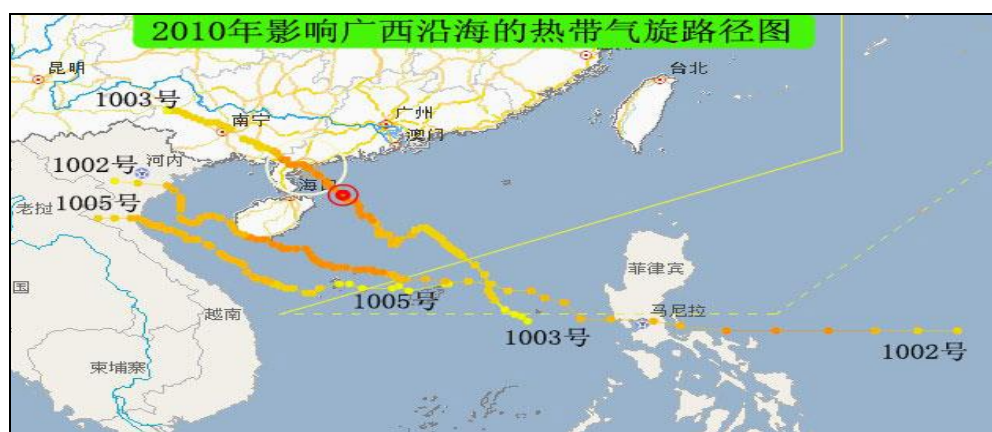 2010年影响广西沿海的热带气旋路径图
昆明
台北
1003号
广州
南宁
澳门
1002号
河内
海口
老挝
1005号
菲律宾
国
1005号
越南
马尼拉
1003号
1002号
柬埔寨